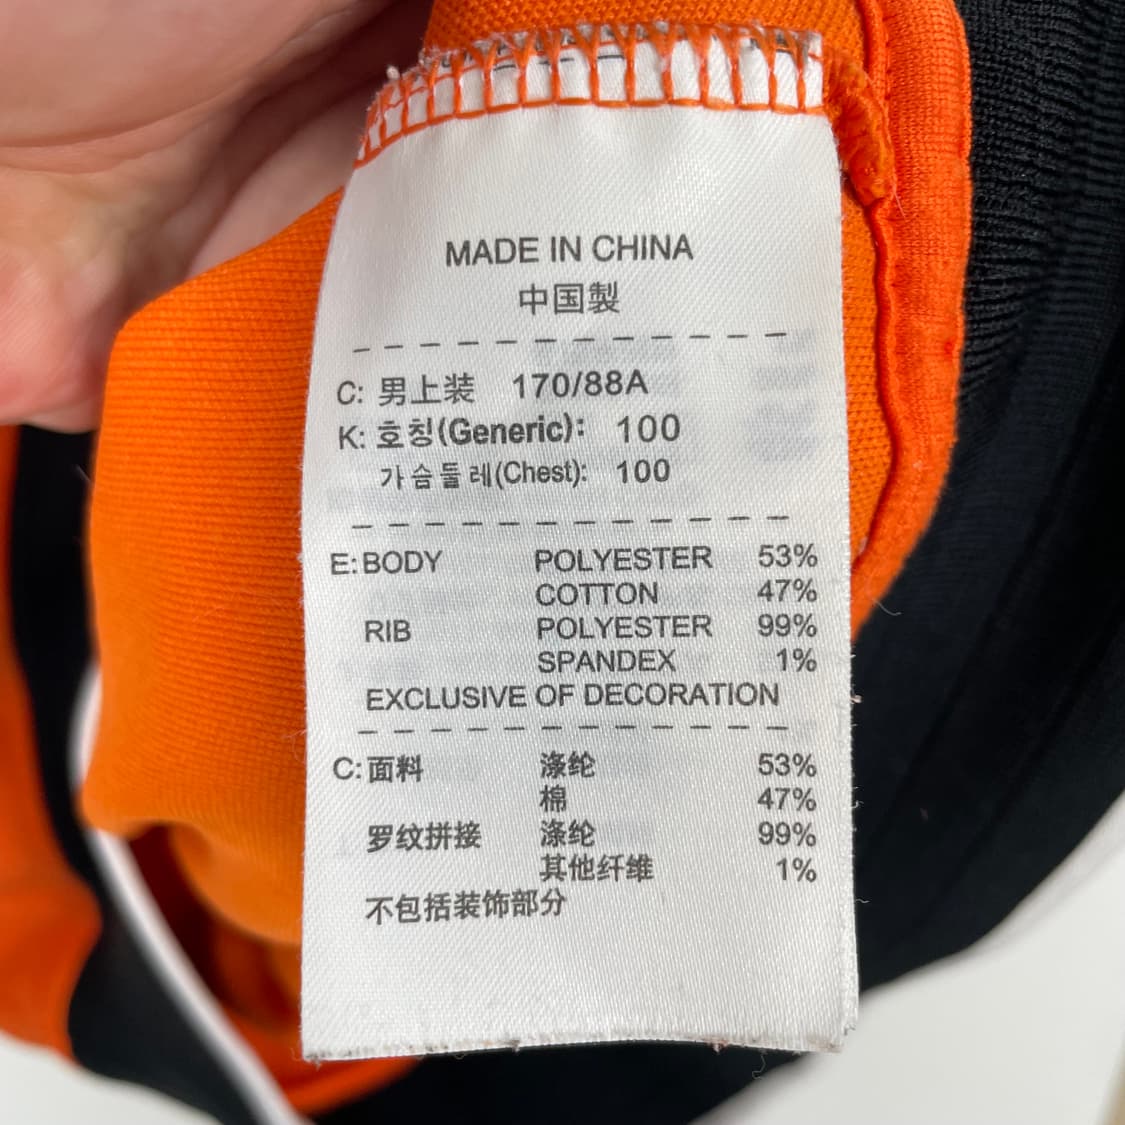 MADE IN CHINA
中国製
C: 男上装 170/88A
K: 호칭(Generic): 100
가슴둘레(Chest): 100
E: BODY POLYESTER 53%
COTTON 47%
RIB POLYESTER 99%
SPANDEX 1%
EXCLUSIVE OF DECORATION
C: 面料 涤纶 53%
棉 47%
罗纹拼接 涤纶 99%
其他纤维 1%
不包括装饰部分